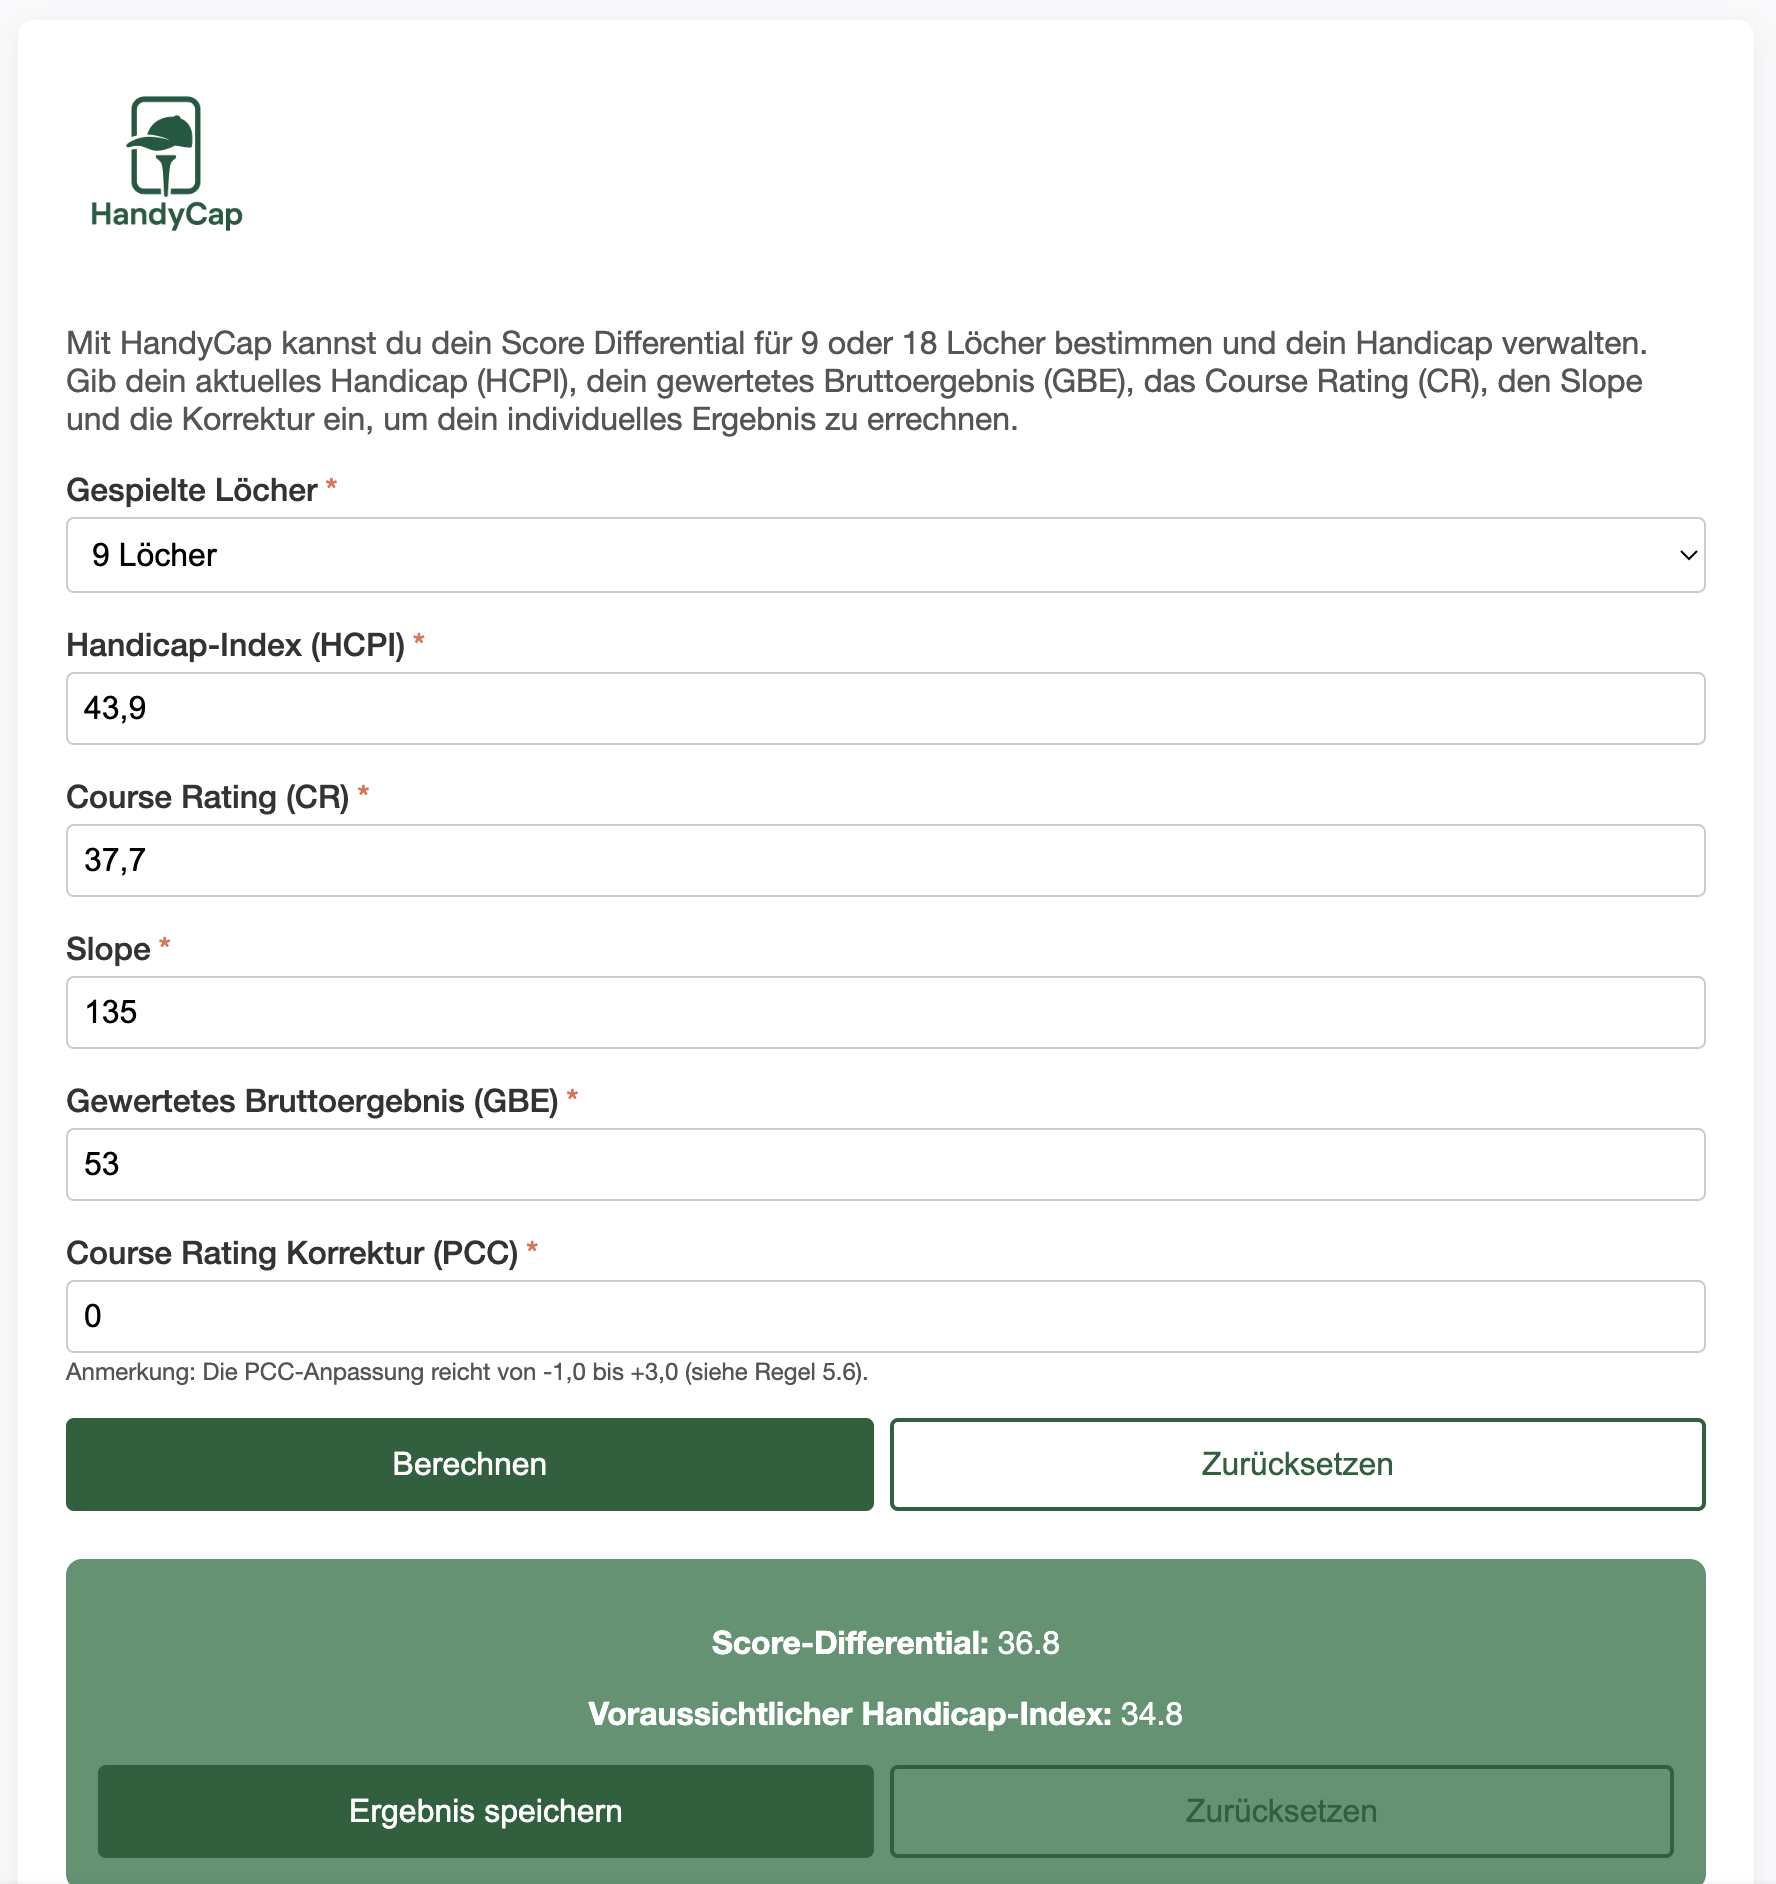 HandyCap
Mit HandyCap kannst du dein Score Differential für 9 oder 18 Löcher bestimmen und dein Handicap verwalten.
Gib dein aktuelles Handicap (HCPI), dein gewertetes Bruttoergebnis (GBE), das Course Rating (CR), den Slope
und die Korrektur ein, um dein individuelles Ergebnis zu errechnen.
Gespielte Löcher *
9 Löcher
Handicap-Index (HCPI) *
43,9
Course Rating (CR) *
37,7
Slope *
135
Gewertetes Bruttoergebnis (GBE) *
53
Course Rating Korrektur (PCC) *
0
Anmerkung: Die PCC-Anpassung reicht von -1,0 bis +3,0 (siehe Regel 5.6).
Berechnen Zurücksetzen
Score-Differential: 36.8
Voraussichtlicher Handicap-Index: 34.8
Ergebnis speichern Zurücksetzen